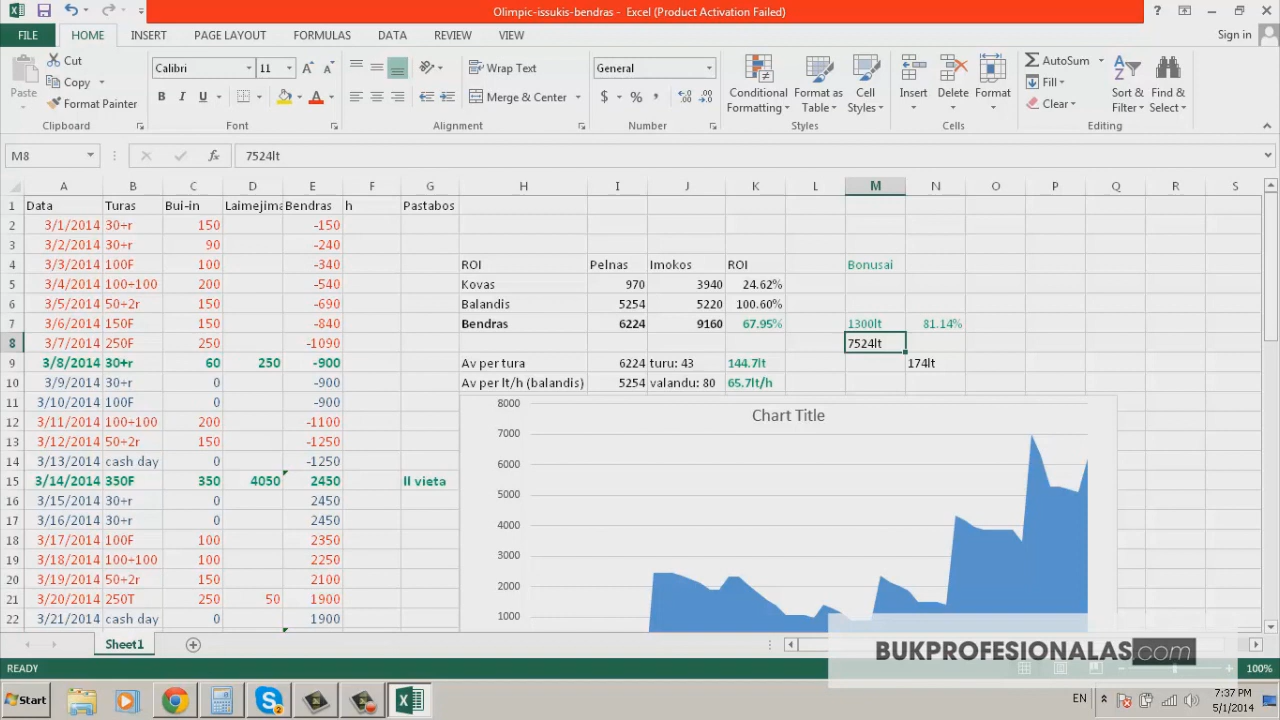 Olimpic-issukis-bendras - Excel (Product Activation Failed)
FILE HOME INSERT PAGE LAYOUT FORMULAS DATA REVIEW VIEW Sign in
Cut
Copy
Format Painter
Paste
Clipboard
Calibri 11
B I U
Font
Wrap Text
Merge & Center
Alignment
General
$ % ,
Number
Conditional Formatting
Format as Table
Cell Styles
Styles
Insert Delete Format
Cells
AutoSum
Fill
Clear
Sort & Filter
Find & Select
Editing
M8 fx 7524lt
A B C D E F G H I J K L M N O P Q R S
1 Data Turas Bui-in Laimejima Bendras h Pastabos
2 3/1/2014 30+r 150 -150
3 3/2/2014 30+r 90 -240
4 3/3/2014 100F 100 -340 ROI Pelnas Imokos ROI Bonusai
5 3/4/2014 100+100 200 -540 Kovas 970 3940 24.62%
6 3/5/2014 50+2r 150 -690 Balandis 5254 5220 100.60%
7 3/6/2014 150F 150 -840 Bendras 6224 9160 67.95% 1300lt 81.14%
8 3/7/2014 250F 250 -1090 7524lt
9 3/8/2014 30+r 60 250 -900 Av per tura 6224 turu: 43 144.7lt 174lt
10 3/9/2014 30+r 0 -900 Av per lt/h (balandis) 5254 valandu: 80 65.7lt/h
11 3/10/2014 100F 0 -900
12 3/11/2014 100+100 200 -1100
13 3/12/2014 50+2r 150 -1250
14 3/13/2014 cash day 0 -1250
15 3/14/2014 350F 350 4050 2450 II vieta
16 3/15/2014 30+r 0 2450
17 3/16/2014 30+r 0 2450
18 3/17/2014 100F 100 2350
19 3/18/2014 100+100 100 2250
20 3/19/2014 50+2r 150 2100
21 3/20/2014 250T 250 50 1900
22 3/21/2014 cash day 0 1900
Chart Title
8000
7000
6000
5000
4000
3000
2000
1000
Sheet1
BUKPROFESIONALAS.com
READY 100%
Start EN 7:37 PM
5/1/2014